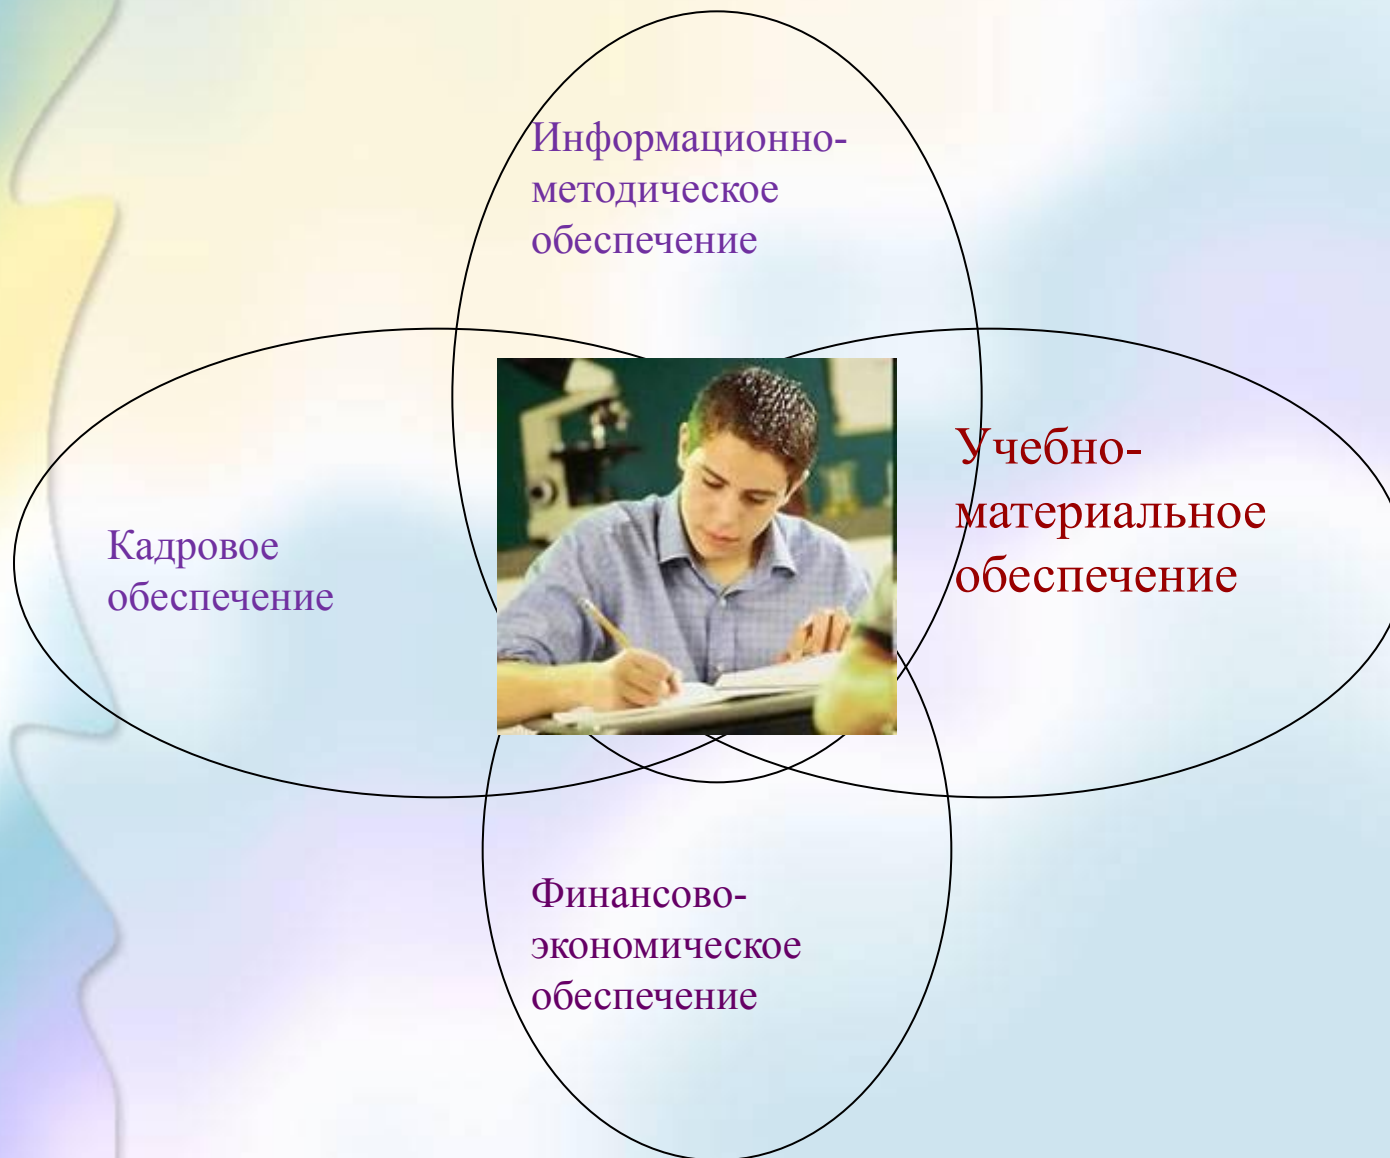 Информационно-
методическое
обеспечение
Учебно-
материальное
обеспечение
Кадровое
обеспечение
Финансово-
экономическое
обеспечение